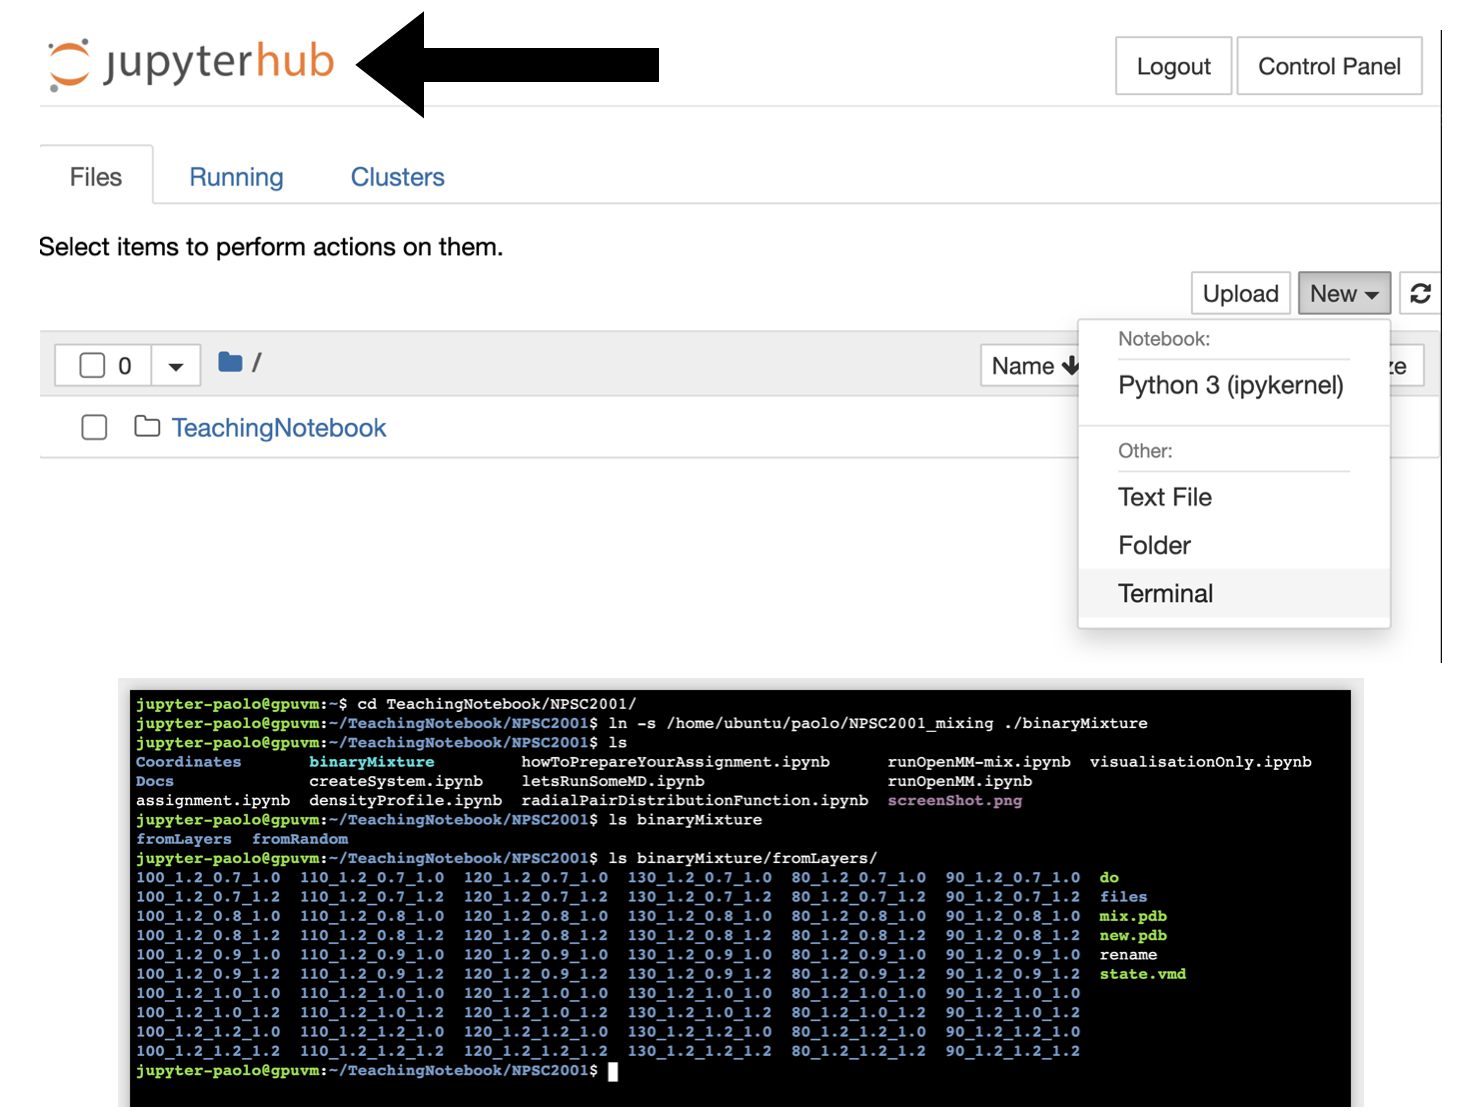 jupyterhub
Logout Control Panel
Files Running Clusters
Select items to perform actions on them.
Upload New
0 / Name ze
Notebook:
Python 3 (ipykernel)
TeachingNotebook
Other:
Text File
Folder
Terminal
jupyter-paolo@gpuvm:~$ cd TeachingNotebook/NPSC2001/
jupyter-paolo@gpuvm:~/TeachingNotebook/NPSC2001$ ln -s /home/ubuntu/paolo/NPSC2001_mixing ./binaryMixture
jupyter-paolo@gpuvm:~/TeachingNotebook/NPSC2001$ ls
Coordinates binaryMixture howToPrepareYourAssignment.ipynb runOpenMM-mix.ipynb visualisationOnly.ipynb
Docs createSystem.ipynb letsRunSomeMD.ipynb runOpenMM.ipynb
assignment.ipynb densityProfile.ipynb radialPairDistributionFunction.ipynb screenShot.png
jupyter-paolo@gpuvm:~/TeachingNotebook/NPSC2001$ ls binaryMixture
fromLayers fromRandom
jupyter-paolo@gpuvm:~/TeachingNotebook/NPSC2001$ ls binaryMixture/fromLayers/
100_1.2_0.7_1.0 110_1.2_0.7_1.0 120_1.2_0.7_1.0 130_1.2_0.7_1.0 80_1.2_0.7_1.0 90_1.2_0.7_1.0 do
100_1.2_0.7_1.2 110_1.2_0.7_1.2 120_1.2_0.7_1.2 130_1.2_0.7_1.2 80_1.2_0.7_1.2 90_1.2_0.7_1.2 files
100_1.2_0.8_1.0 110_1.2_0.8_1.0 120_1.2_0.8_1.0 130_1.2_0.8_1.0 80_1.2_0.8_1.0 90_1.2_0.8_1.0 mix.pdb
100_1.2_0.8_1.2 110_1.2_0.8_1.2 120_1.2_0.8_1.2 130_1.2_0.8_1.2 80_1.2_0.8_1.2 90_1.2_0.8_1.2 new.pdb
100_1.2_0.9_1.0 110_1.2_0.9_1.0 120_1.2_0.9_1.0 130_1.2_0.9_1.0 80_1.2_0.9_1.0 90_1.2_0.9_1.0 rename
100_1.2_0.9_1.2 110_1.2_0.9_1.2 120_1.2_0.9_1.2 130_1.2_0.9_1.2 80_1.2_0.9_1.2 90_1.2_0.9_1.2 state.vmd
100_1.2_1.0_1.0 110_1.2_1.0_1.0 120_1.2_1.0_1.0 130_1.2_1.0_1.0 80_1.2_1.0_1.0 90_1.2_1.0_1.0
100_1.2_1.0_1.2 110_1.2_1.0_1.2 120_1.2_1.0_1.2 130_1.2_1.0_1.2 80_1.2_1.0_1.2 90_1.2_1.0_1.2
100_1.2_1.2_1.0 110_1.2_1.2_1.0 120_1.2_1.2_1.0 130_1.2_1.2_1.0 80_1.2_1.2_1.0 90_1.2_1.2_1.0
100_1.2_1.2_1.2 110_1.2_1.2_1.2 120_1.2_1.2_1.2 130_1.2_1.2_1.2 80_1.2_1.2_1.2 90_1.2_1.2_1.2
jupyter-paolo@gpuvm:~/TeachingNotebook/NPSC2001$